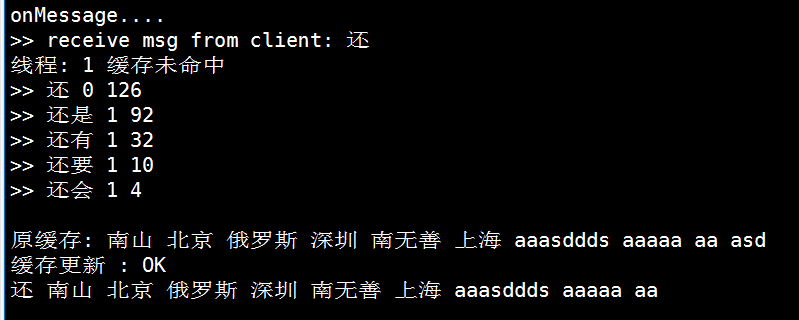 onMessage....
>> receive msg from client: 还
线程: 1 缓存未命中
>> 还 0 126
>> 还是 1 92
>> 还有 1 32
>> 还要 1 10
>> 还会 1 4
原缓存: 南山 北京 俄罗斯 深圳 南无善 上海 aaasddds aaaaa aa asd
缓存更新 : OK
还 南山 北京 俄罗斯 深圳 南无善 上海 aaasddds aaaaa aa